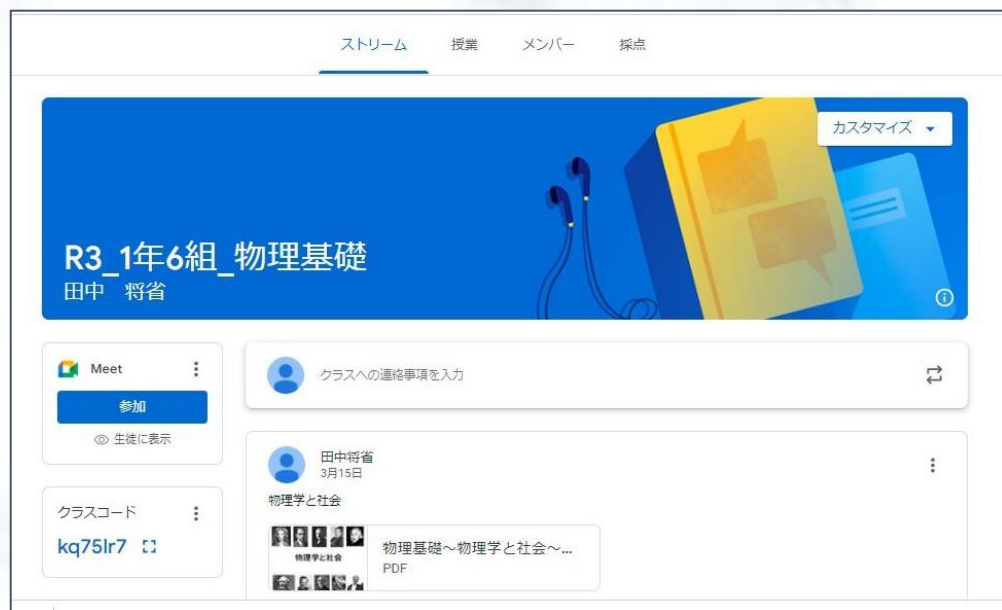 ストリーム 授業 メンバー 採点
カスタマイズ
R3_1年6組_物理基礎
田中 将省
Meet
参加
生徒に表示
クラスへの連絡事項を入力
田中将省
3月15日
物理学と社会
物理学と社会
物理基礎~物理学と社会~...
PDF
クラスコード
kq75lr7